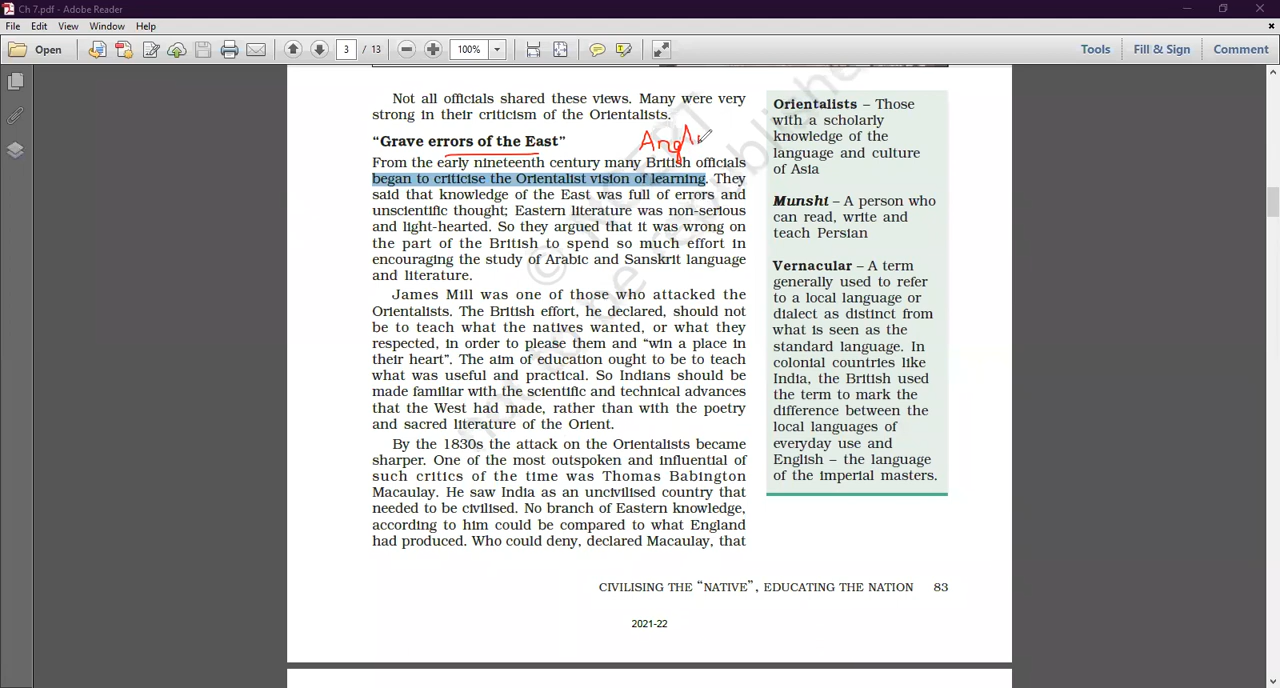 Ch 7.pdf - Adobe Reader
File Edit View Window Help
Open 3 / 13 100% Tools Fill & Sign Comment
Not all officials shared these views. Many were very
strong in their criticism of the Orientalists.
“Grave errors of the East”
Angl
From the early nineteenth century many British officials
began to criticise the Orientalist vision of learning. They
said that knowledge of the East was full of errors and
unscientific thought; Eastern literature was non-serious
and light-hearted. So they argued that it was wrong on
the part of the British to spend so much effort in
encouraging the study of Arabic and Sanskrit language
and literature.
James Mill was one of those who attacked the
Orientalists. The British effort, he declared, should not
be to teach what the natives wanted, or what they
respected, in order to please them and “win a place in
their heart”. The aim of education ought to be to teach
what was useful and practical. So Indians should be
made familiar with the scientific and technical advances
that the West had made, rather than with the poetry
and sacred literature of the Orient.
By the 1830s the attack on the Orientalists became
sharper. One of the most outspoken and influential of
such critics of the time was Thomas Babington
Macaulay. He saw India as an uncivilised country that
needed to be civilised. No branch of Eastern knowledge,
according to him could be compared to what England
had produced. Who could deny, declared Macaulay, that
Orientalists – Those
with a scholarly
knowledge of the
language and culture
of Asia
Munshi – A person who
can read, write and
teach Persian
Vernacular – A term
generally used to refer
to a local language or
dialect as distinct from
what is seen as the
standard language. In
colonial countries like
India, the British used
the term to mark the
difference between the
local languages of
everyday use and
English – the language
of the imperial masters.
CIVILISING THE “NATIVE”, EDUCATING THE NATION 83
2021-22